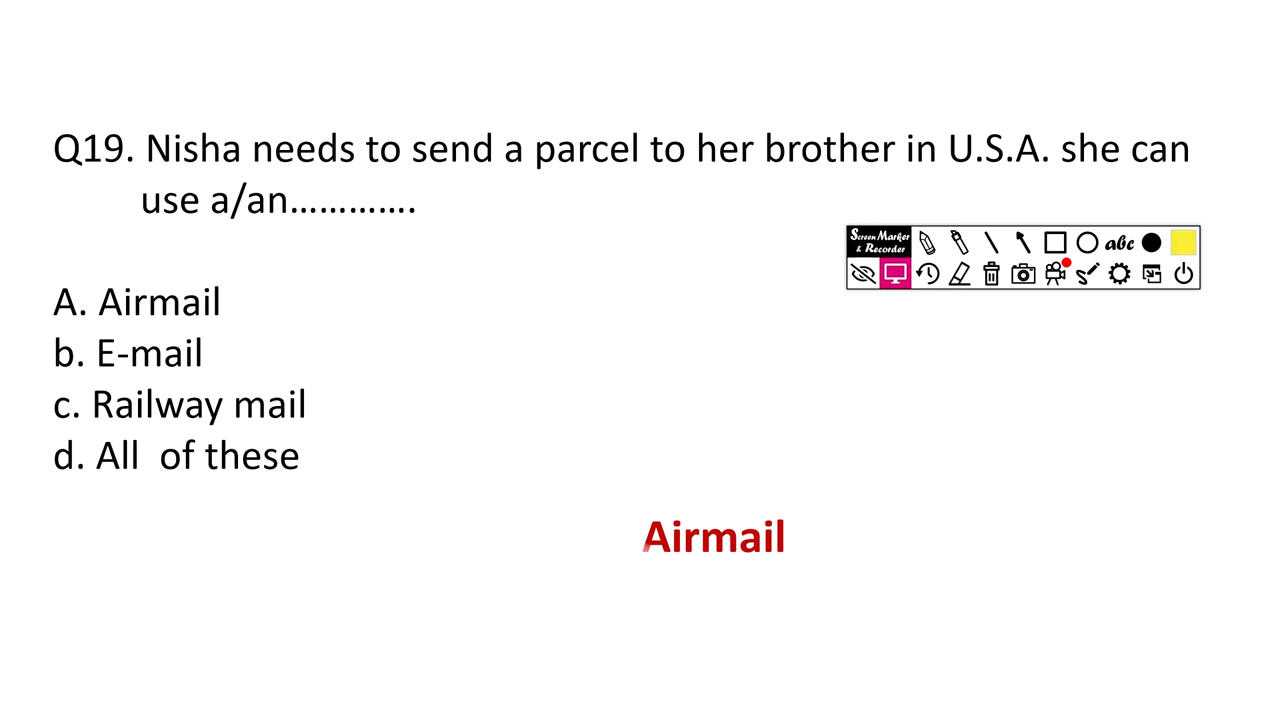 Q19. Nisha needs to send a parcel to her brother in U.S.A. she can
use a/an………….
Screen Marker
& Recorder
abc
A. Airmail
b. E-mail
c. Railway mail
d. All  of these
Airmail